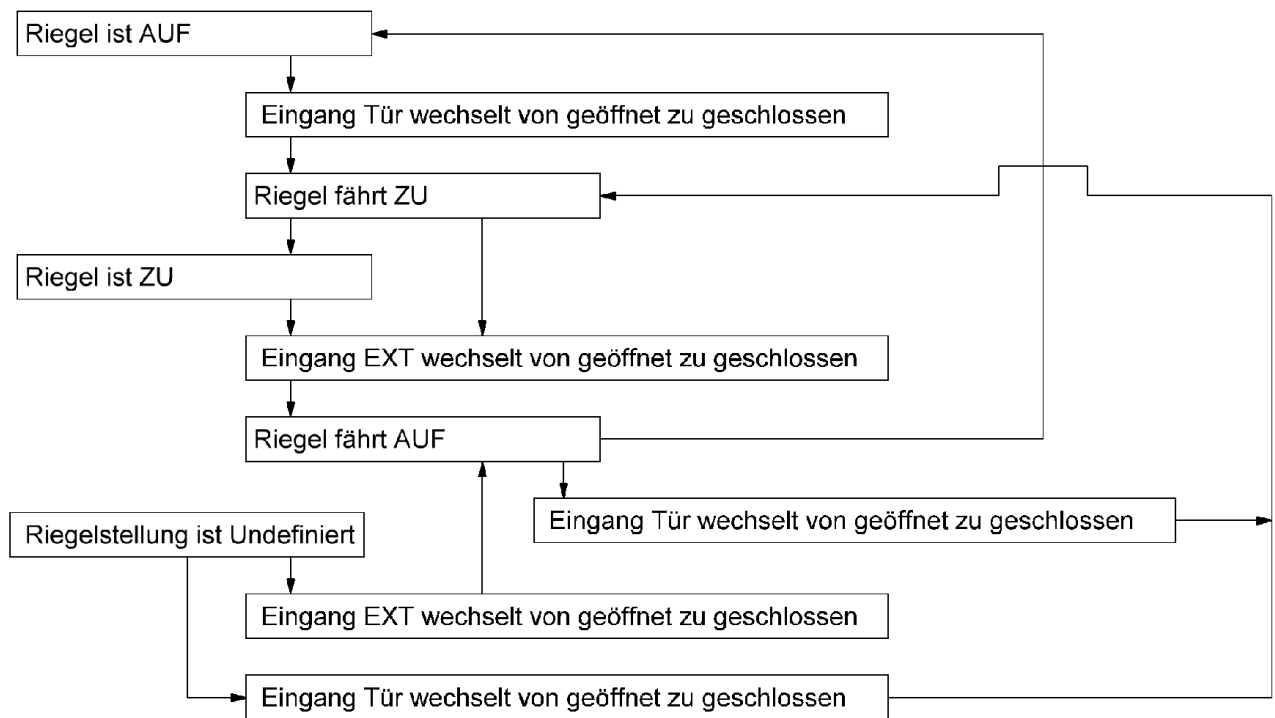 Riegel ist AUF
Eingang Tür wechselt von geöffnet zu geschlossen
Riegel fährt ZU
Riegel ist ZU
Eingang EXT wechselt von geöffnet zu geschlossen
Riegel fährt AUF
Eingang Tür wechselt von geöffnet zu geschlossen
Riegelstellung ist Undefiniert
Eingang EXT wechselt von geöffnet zu geschlossen
Eingang Tür wechselt von geöffnet zu geschlossen